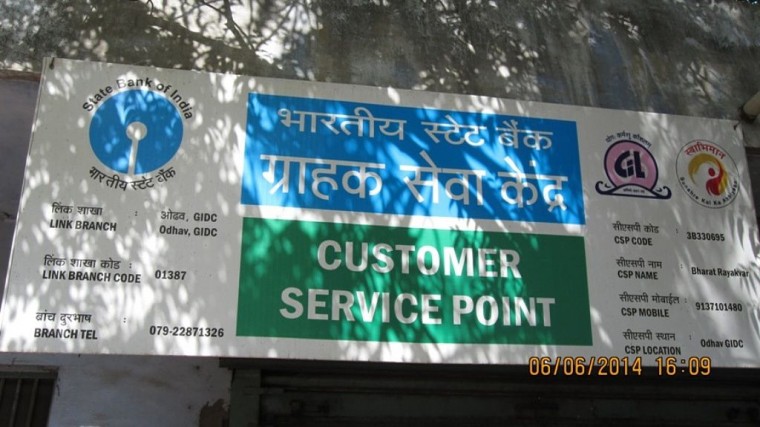 State Bank of India
भारतीय स्टेट बैंक
लिंक शाखा : ओढव, GIDC
LINK BRANCH Odhav, GIDC
लिंक शाखा कोड :
LINK BRANCH CODE 01387
ब्रांच दुरभाष :
BRANCH TEL 079-22871326
भारतीय स्टेट बैंक
ग्राहक सेवा केंद्र
CUSTOMER
SERVICE POINT
GiL
स्वाभिमान
सीएसपी कोड :
CSP CODE 3B330695
सीएसपी नाम :
CSP NAME Bharat Rayakvar
सीएसपी मोबाईल :
CSP MOBILE 9137101480
सीएसपी स्थान :
CSP LOCATION Odhav GIDC
06/06/2014 16:09